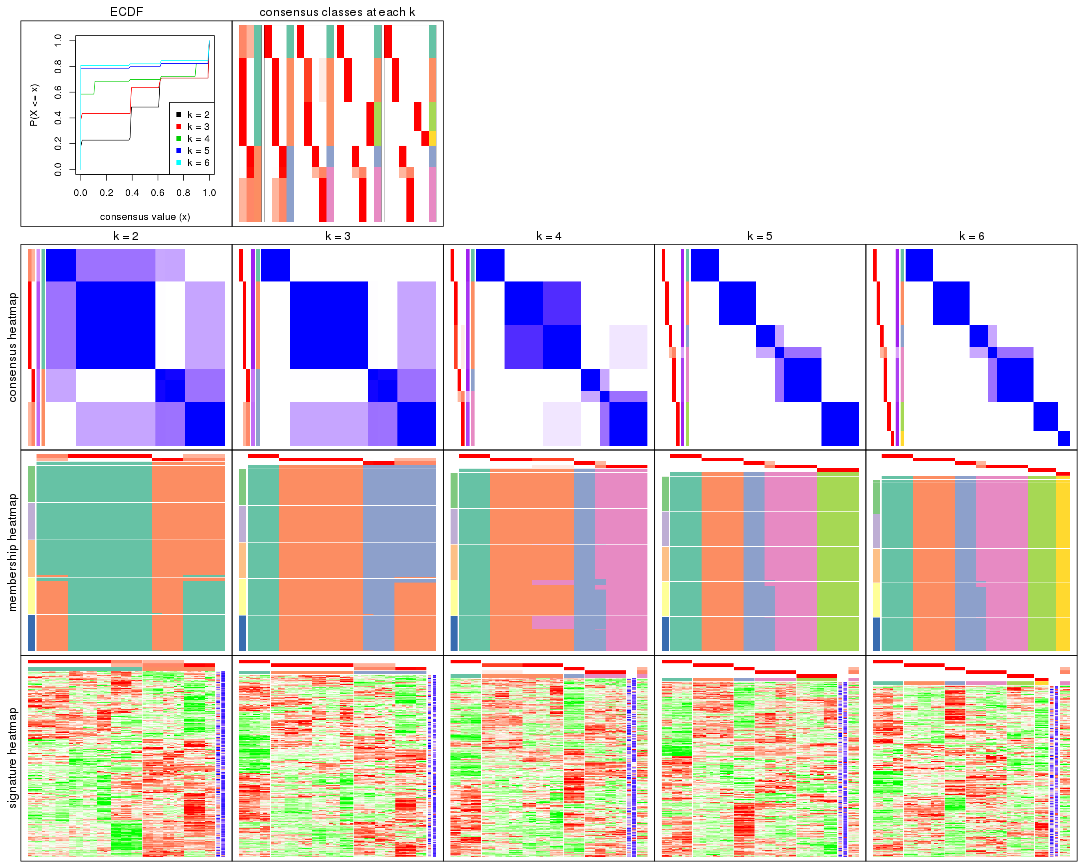 ECDF
consensus classes at each k
P(X <= x)
0.0
0.2
0.4
0.6
0.8
1.0
k = 2
k = 3
k = 4
k = 5
k = 6
0.0 0.2 0.4 0.6 0.8 1.0
consensus value (x)
k = 2
k = 3
k = 4
k = 5
k = 6
consensus heatmap
membership heatmap
signature heatmap